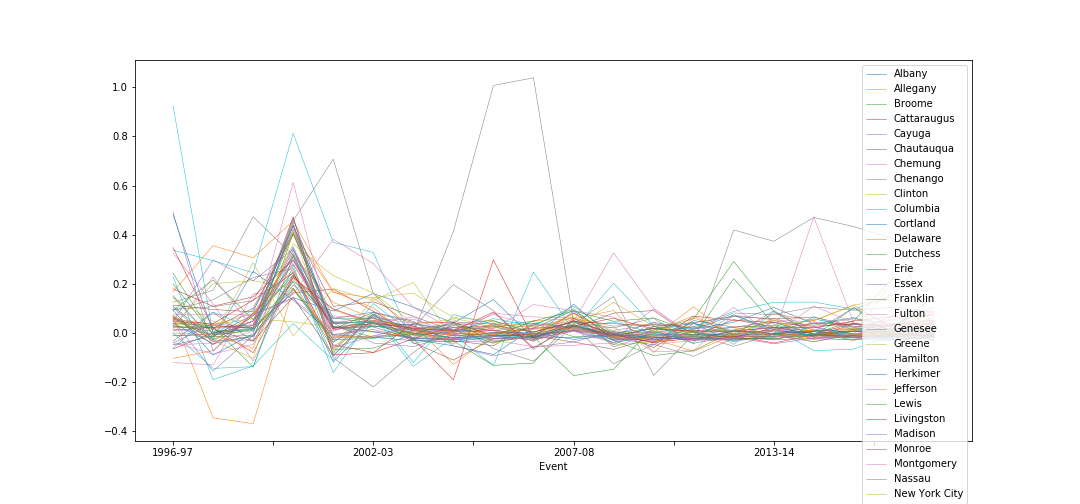 1.0
0.8
0.6
0.4
0.2
0.0
−0.2
−0.4
1996-97
2002-03
2007-08
2013-14
Event
Albany
Allegany
Broome
Cattaraugus
Cayuga
Chautauqua
Chemung
Chenango
Clinton
Columbia
Cortland
Delaware
Dutchess
Erie
Essex
Franklin
Fulton
Genesee
Greene
Hamilton
Herkimer
Jefferson
Lewis
Livingston
Madison
Monroe
Montgomery
Nassau
New York City